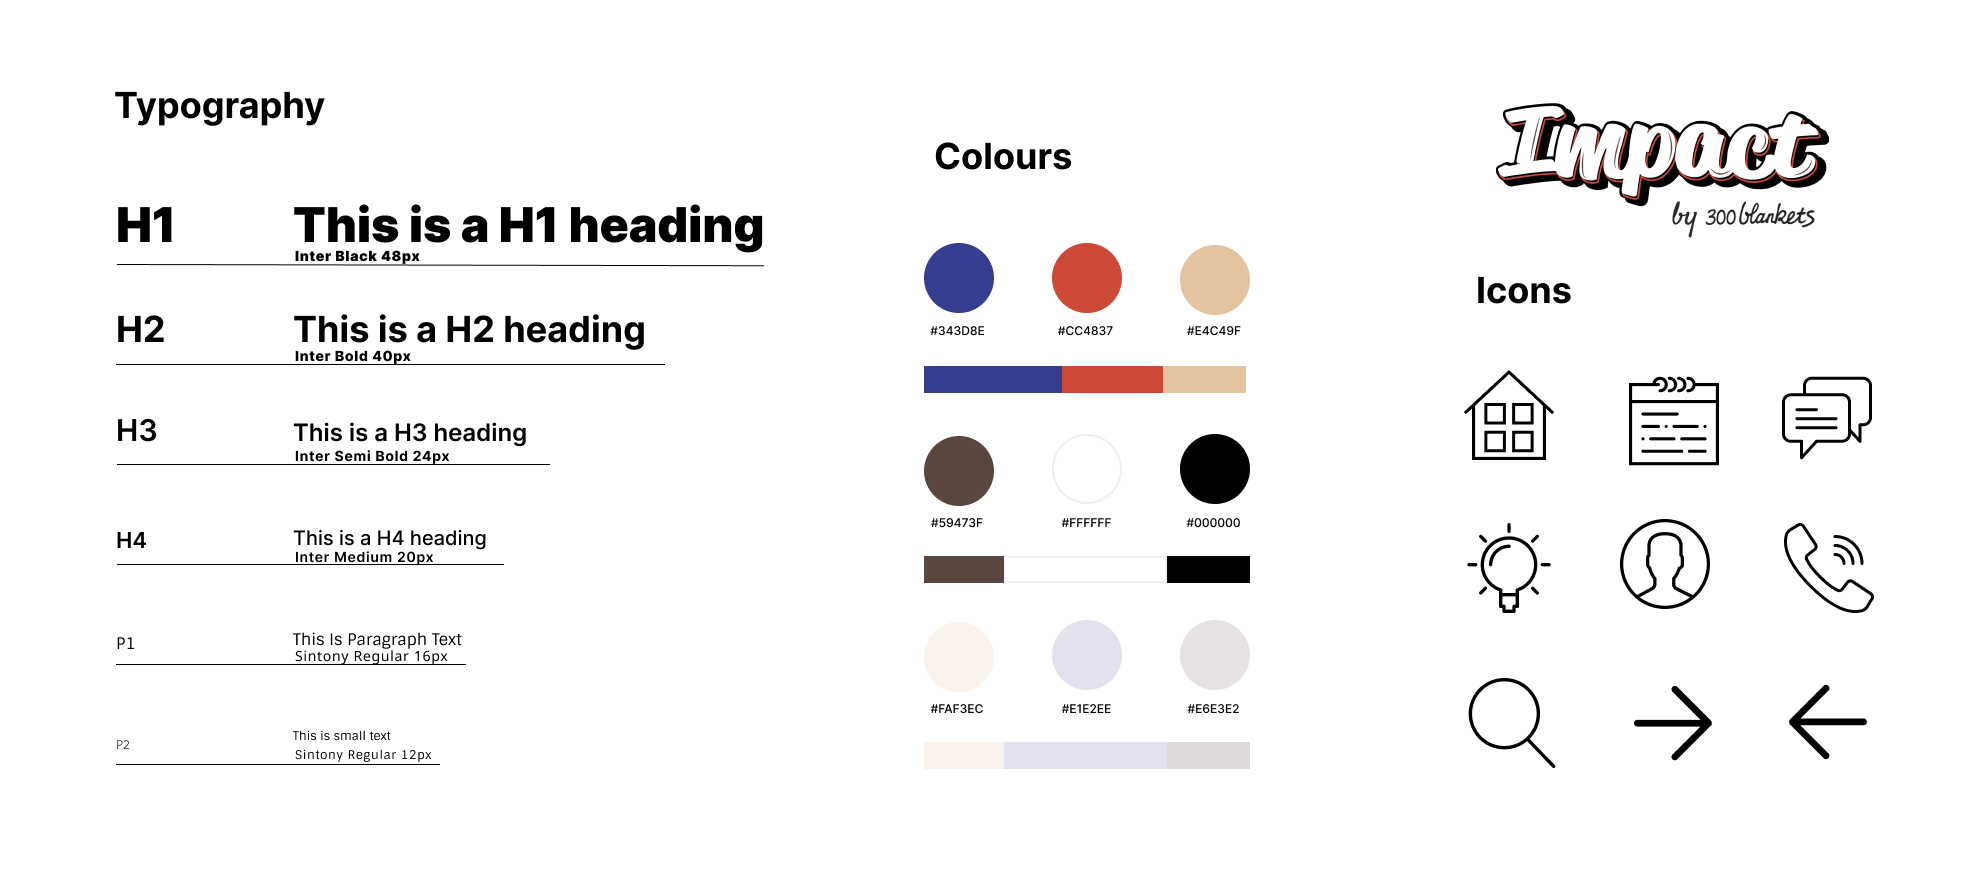 Typography
H1
This is a H1 heading
Inter Black 48px
H2
This is a H2 heading
Inter Bold 40px
H3
This is a H3 heading
Inter Semi Bold 24px
H4
This is a H4 heading
Inter Medium 20px
P1
This Is Paragraph Text
Sintony Regular 16px
P2
This is small text
Sintony Regular 12px
Colours
#343D8E
#CC4837
#E4C49F
#59473F
#FFFFFF
#000000
#FAF3EC
#E1E2EE
#E6E3E2
Impact
by 300blankets
Icons